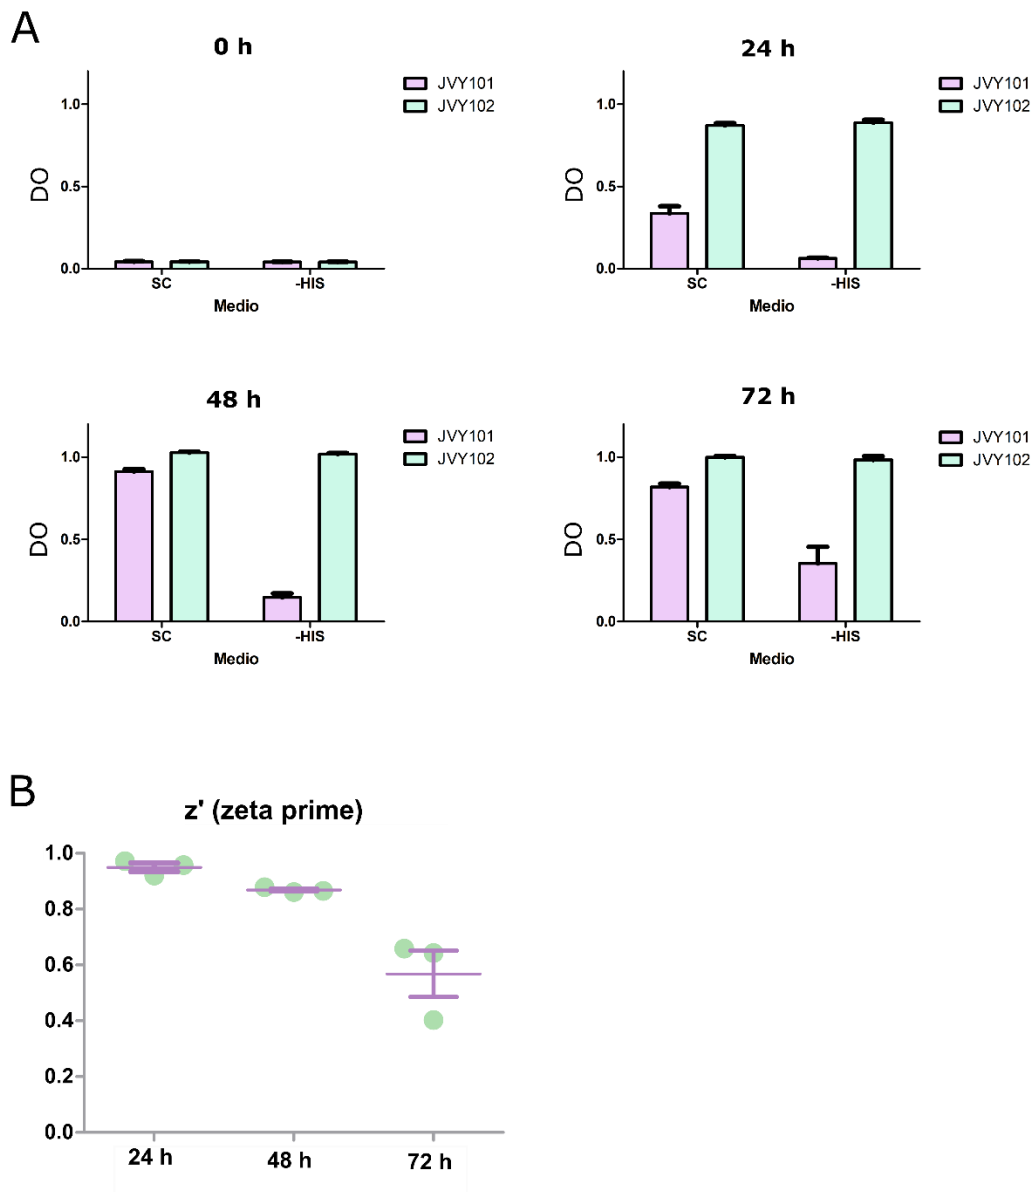 A
0 h
JVY101
JVY102
1.0
0.5
0.0
DO
SC -HIS
Medio
24 h
JVY101
JVY102
1.0
0.5
0.0
DO
SC -HIS
Medio
48 h
JVY101
JVY102
1.0
0.5
0.0
DO
SC -HIS
Medio
72 h
JVY101
JVY102
1.0
0.5
0.0
DO
SC -HIS
Medio
B
z' (zeta prime)
1.0
0.8
0.6
0.4
0.2
0.0
24 h 48 h 72 h